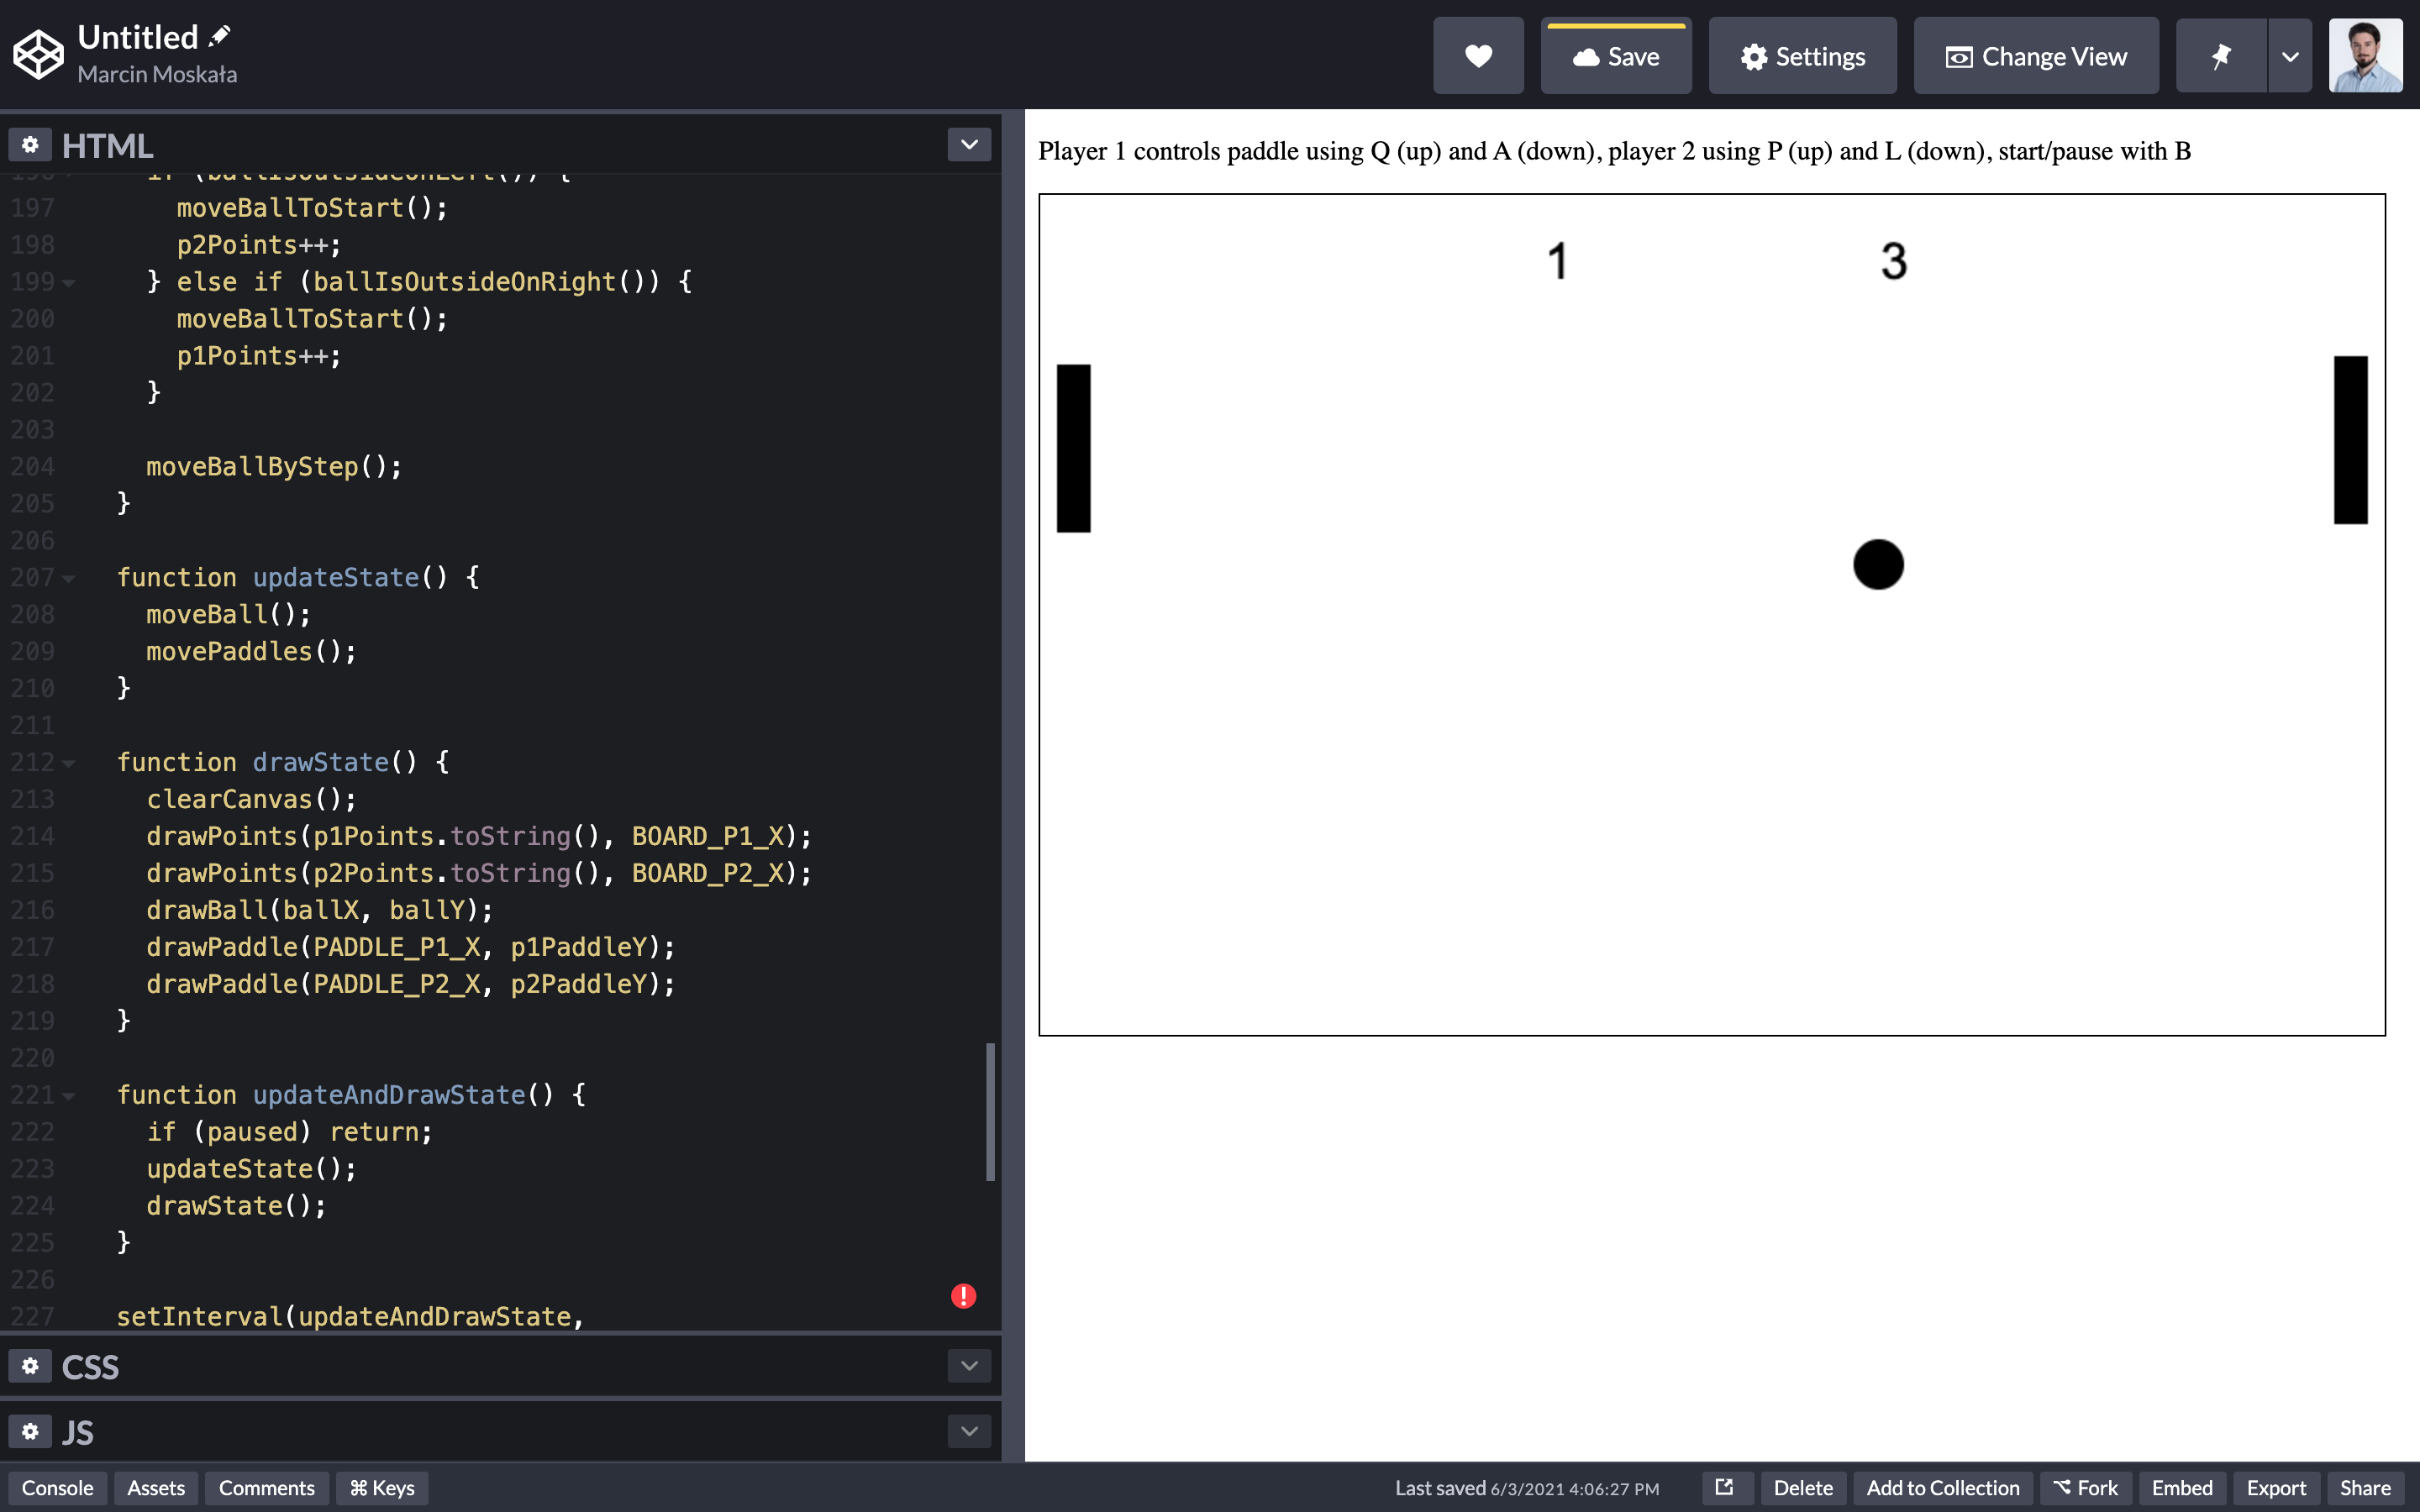 Untitled
Marcin Moskała
Save
Settings
Change View
HTML
196 if (ballIsOutsideOnLeft()) {
197 moveBallToStart();
198 p2Points++;
199 } else if (ballIsOutsideOnRight()) {
200 moveBallToStart();
201 p1Points++;
202 }
203
204 moveBallByStep();
205 }
206
207 function updateState() {
208 moveBall();
209 movePaddles();
210 }
211
212 function drawState() {
213 clearCanvas();
214 drawPoints(p1Points.toString(), BOARD_P1_X);
215 drawPoints(p2Points.toString(), BOARD_P2_X);
216 drawBall(ballX, ballY);
217 drawPaddle(PADDLE_P1_X, p1PaddleY);
218 drawPaddle(PADDLE_P2_X, p2PaddleY);
219 }
220
221 function updateAndDrawState() {
222 if (paused) return;
223 updateState();
224 drawState();
225 }
226
227 setInterval(updateAndDrawState,
CSS
JS
Player 1 controls paddle using Q (up) and A (down), player 2 using P (up) and L (down), start/pause with B
1 3
Console Assets Comments ⌘ Keys
Last saved 6/3/2021 4:06:27 PM
Delete Add to Collection Fork Embed Export Share